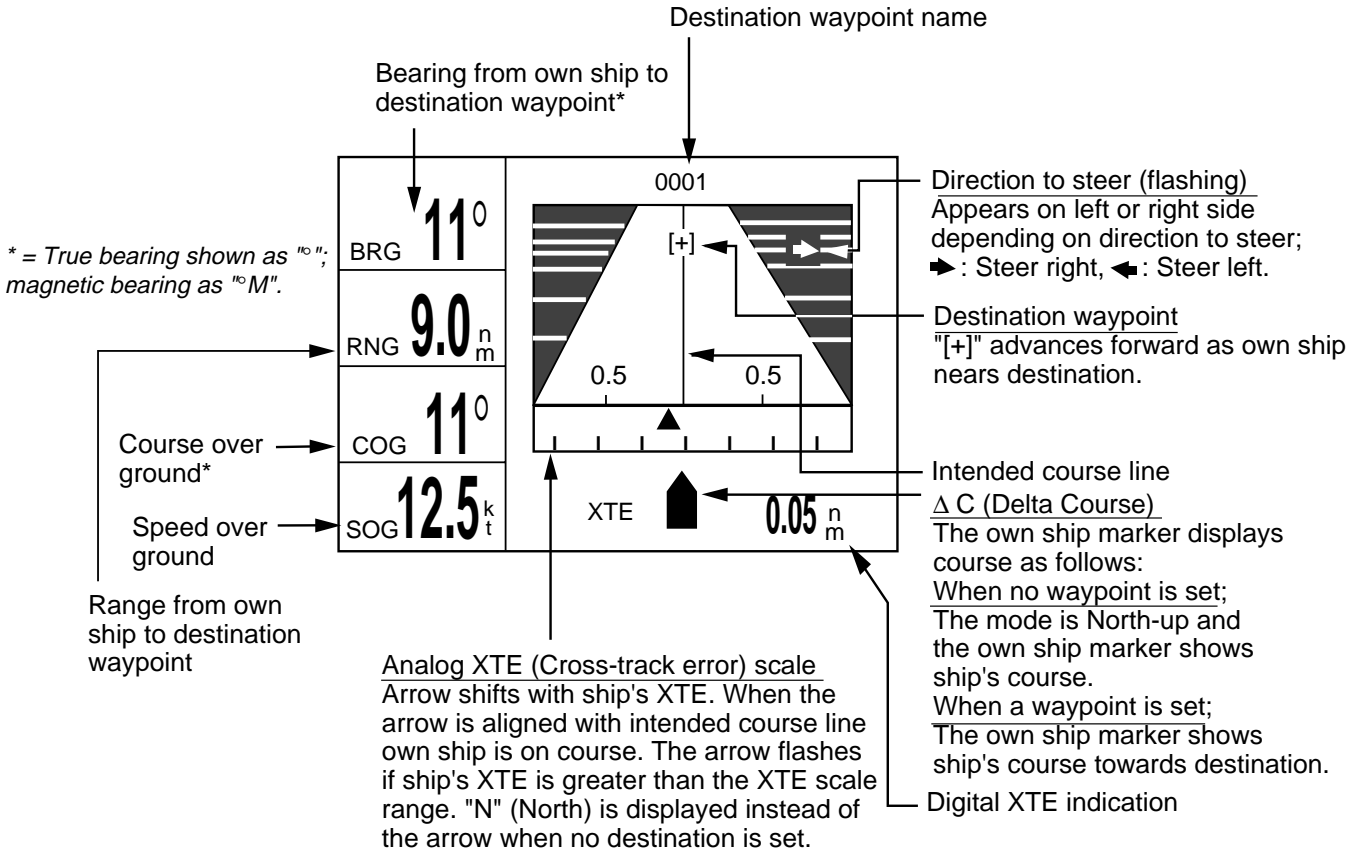 Destination waypoint name
Bearing from own ship to
destination waypoint*
* = True bearing shown as "°";
magnetic bearing as "°M".
BRG 11°
RNG 9.0 nm
COG 11°
SOG 12.5 kt
Course over
ground*
Speed over
ground
Range from own
ship to destination
waypoint
0001
[+]
0.5 0.5
XTE 0.05 nm
Direction to steer (flashing)
Appears on left or right side
depending on direction to steer;
➡ : Steer right, ⬅ : Steer left.
Destination waypoint
"[+]" advances forward as own ship
nears destination.
Intended course line
Δ C (Delta Course)
The own ship marker displays
course as follows:
When no waypoint is set;
The mode is North-up and
the own ship marker shows
ship's course.
When a waypoint is set;
The own ship marker shows
ship's course towards destination.
Digital XTE indication
Analog XTE (Cross-track error) scale
Arrow shifts with ship's XTE. When the
arrow is aligned with intended course line
own ship is on course. The arrow flashes
if ship's XTE is greater than the XTE scale
range. "N" (North) is displayed instead of
the arrow when no destination is set.